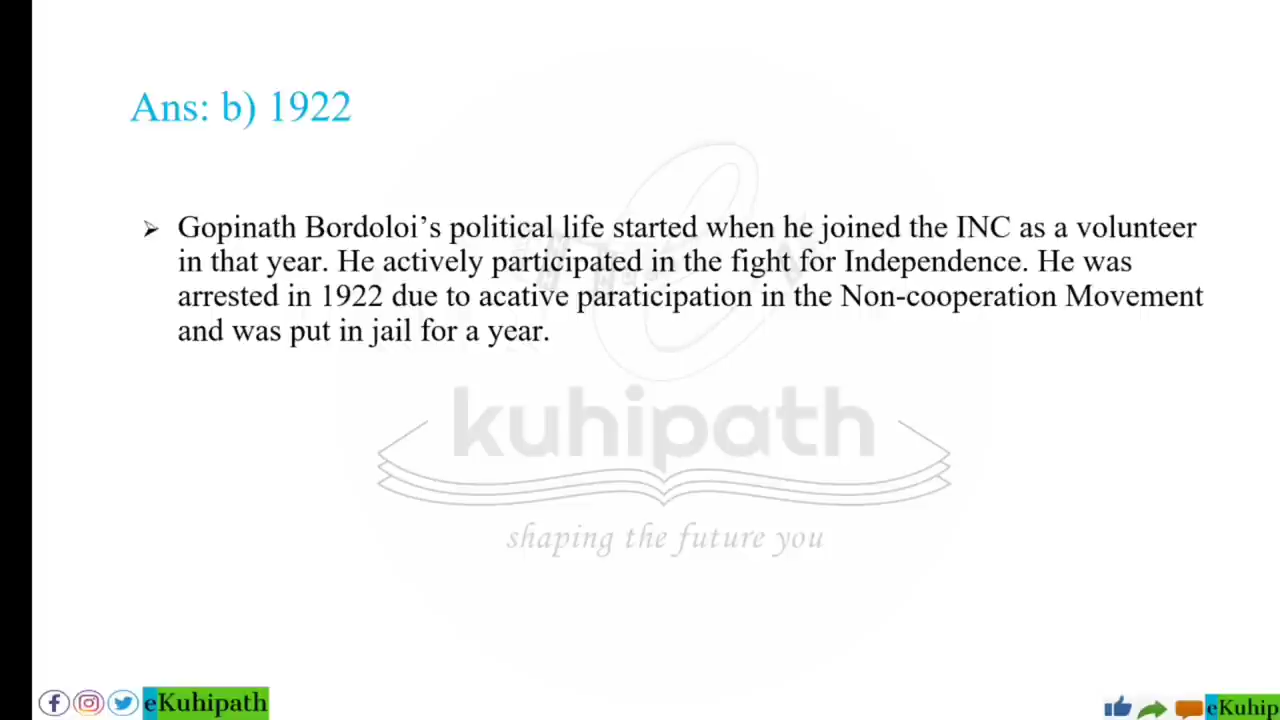 Ans: b) 1922
➢ Gopinath Bordoloi’s political life started when he joined the INC as a volunteer
in that year. He actively participated in the fight for Independence. He was
arrested in 1922 due to acative paraticipation in the Non-cooperation Movement
and was put in jail for a year.
kuhipath
shaping the future you
eKuhipath
eKuhip